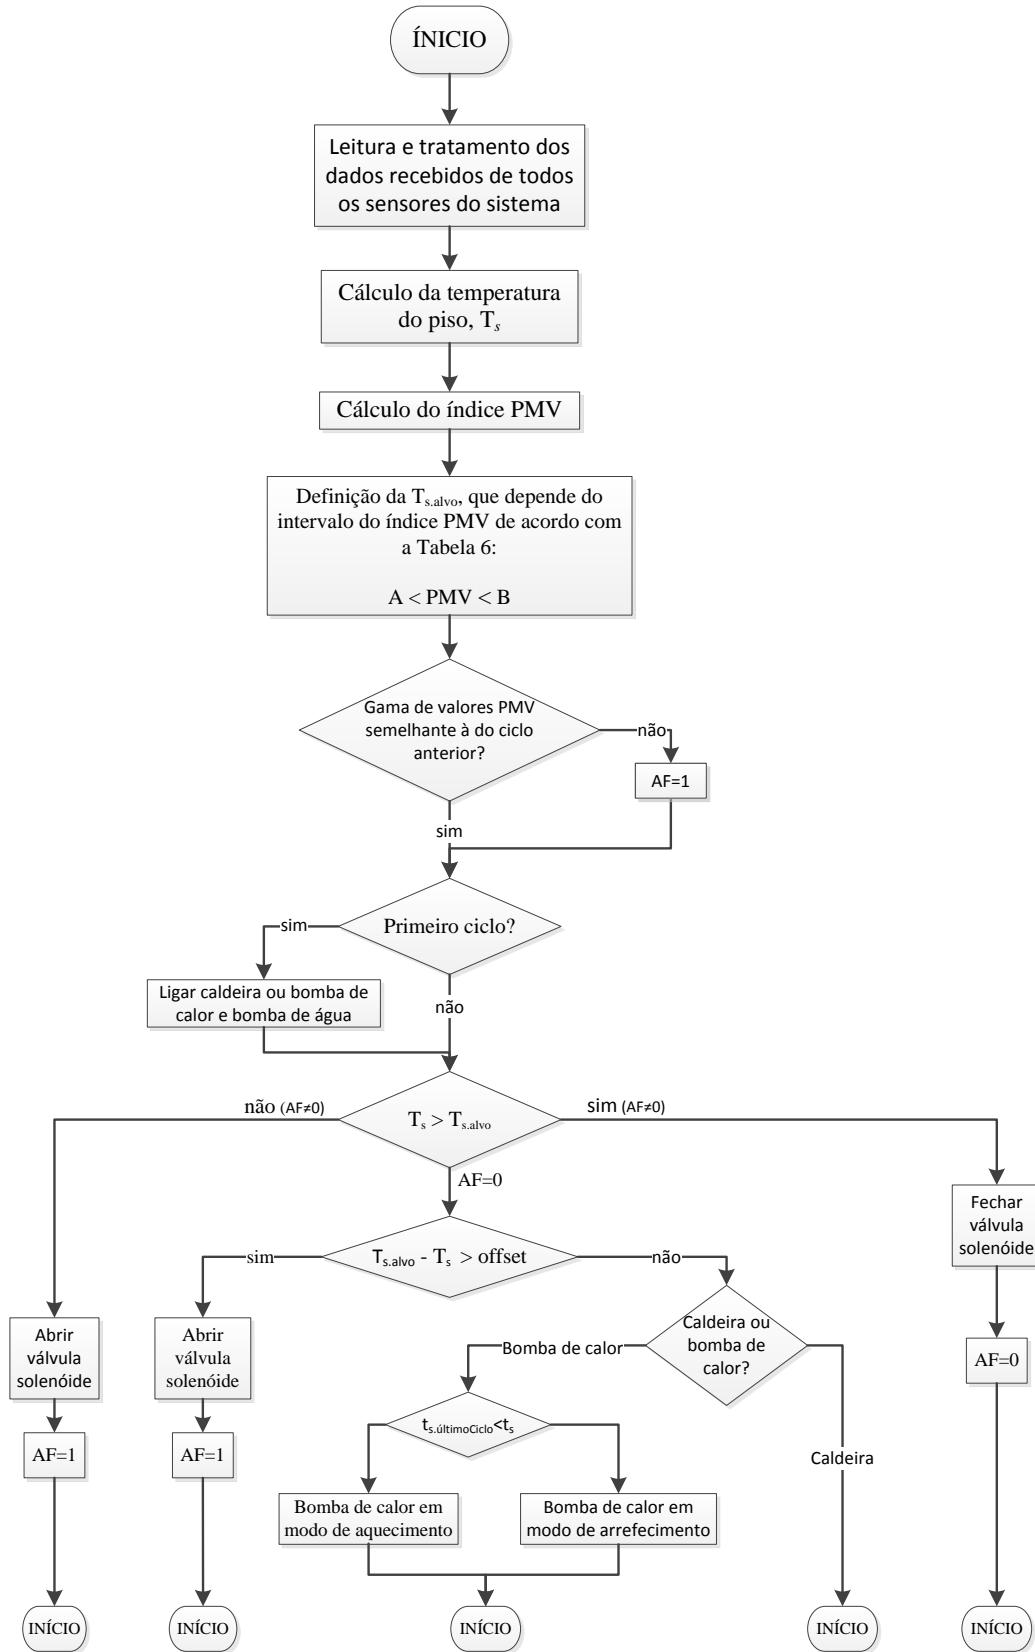 ÍNICIO
Leitura e tratamento dos
dados recebidos de todos
os sensores do sistema
Cálculo da temperatura
do piso, Ts
Cálculo do índice PMV
Definição da Ts.alvo, que depende do
intervalo do índice PMV de acordo com
a Tabela 6:
A < PMV < B
Gama de valores PMV
semelhante à do ciclo
anterior?
não
AF=1
sim
Primeiro ciclo?
sim
Ligar caldeira ou bomba de
calor e bomba de água
não
não (AF≠0)
Ts > Ts.alvo
sim (AF≠0)
AF=0
Fechar
válvula
solenóide
sim
Ts.alvo - Ts > offset
não
Abrir
válvula
solenóide
Abrir
válvula
solenóide
Caldeira ou
bomba de
calor?
Bomba de calor
AF=0
ts.últimoCiclo<ts
AF=1
AF=1
Caldeira
Bomba de calor em
modo de aquecimento
Bomba de calor em
modo de arrefecimento
INÍCIO
INÍCIO
INÍCIO
INÍCIO
INÍCIO